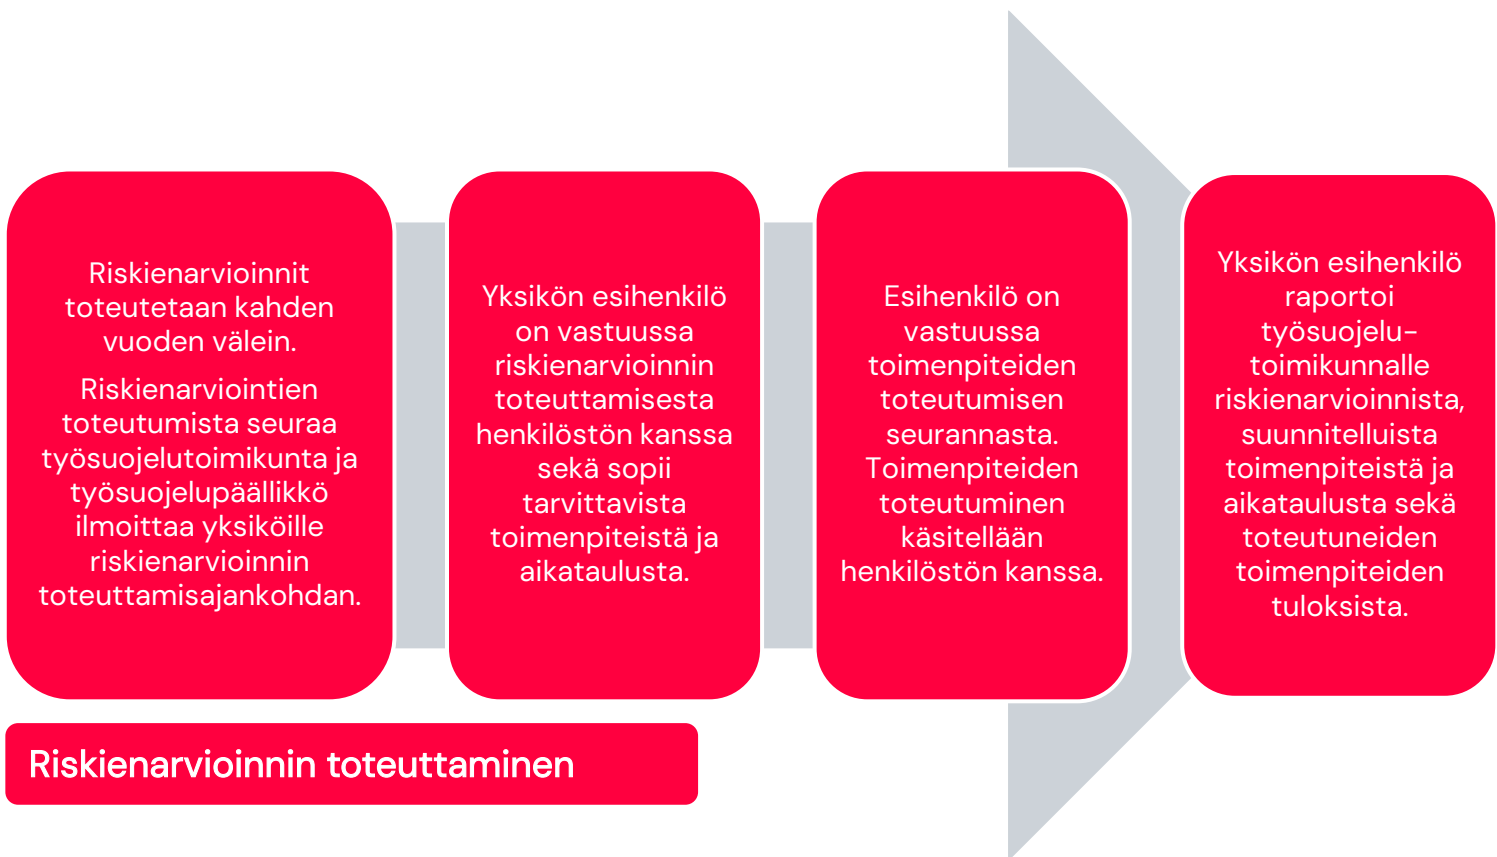 Riskienarvioinnit
toteutetaan kahden
vuoden välein.
Riskienarviointien
toteutumista seuraa
työsuojelutoimikunta ja
työsuojelupäällikkö
ilmoittaa yksiköille
riskienarvioinnin
toteuttamisajankohdan.
Yksikön esihenkilö
on vastuussa
riskienarvioinnin
toteuttamisesta
henkilöstön kanssa
sekä sopii
tarvittavista
toimenpiteistä ja
aikataulusta.
Esihenkilö on
vastuussa
toimenpiteiden
toteutumisen
seurannasta.
Toimenpiteiden
toteutuminen
käsitellään
henkilöstön kanssa.
Yksikön esihenkilö
raportoi
työsuojelu-
toimikunnalle
riskienarvioinnista,
suunnitelluista
toimenpiteistä ja
aikataulusta sekä
toteutuneiden
toimenpiteiden
tuloksista.
Riskienarvioinnin toteuttaminen